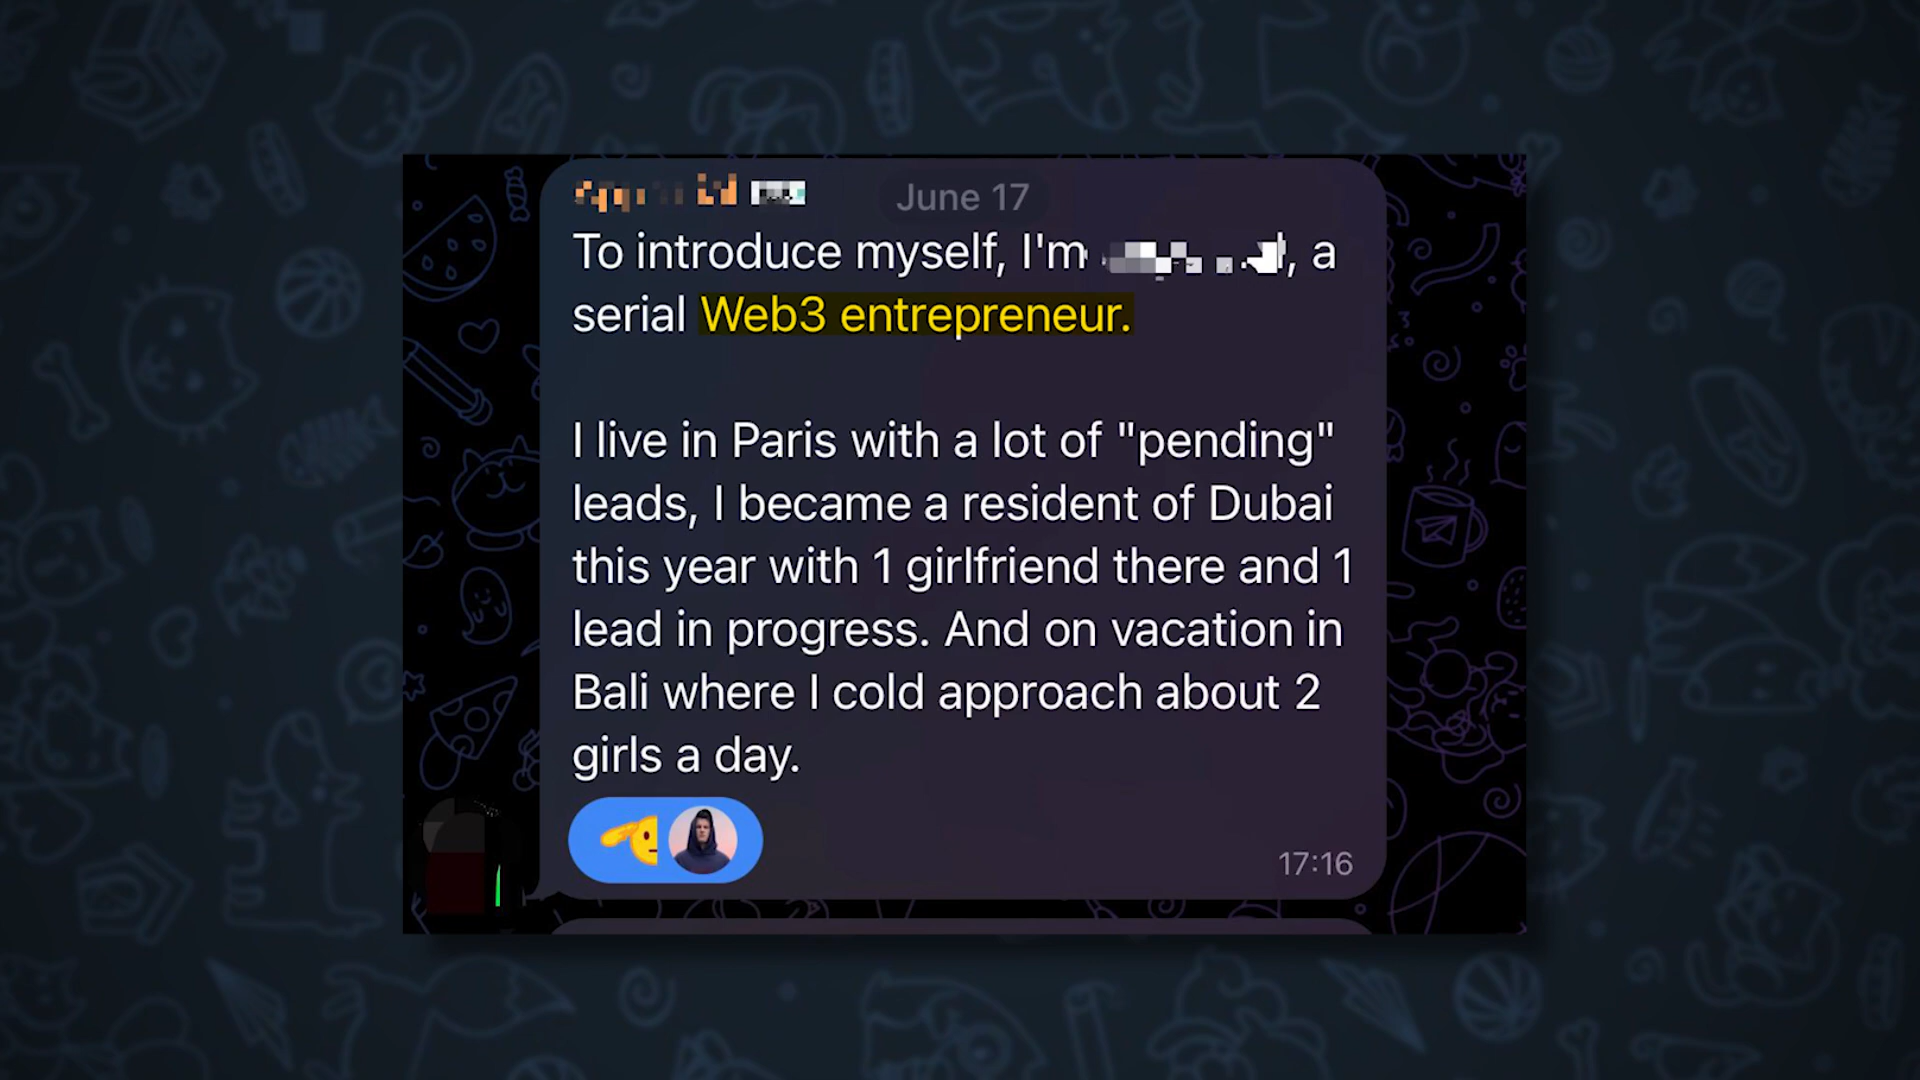 June 17
To introduce myself, I'm , a
serial Web3 entrepreneur.
I live in Paris with a lot of "pending"
leads, I became a resident of Dubai
this year with 1 girlfriend there and 1
lead in progress. And on vacation in
Bali where I cold approach about 2
girls a day.
17:16